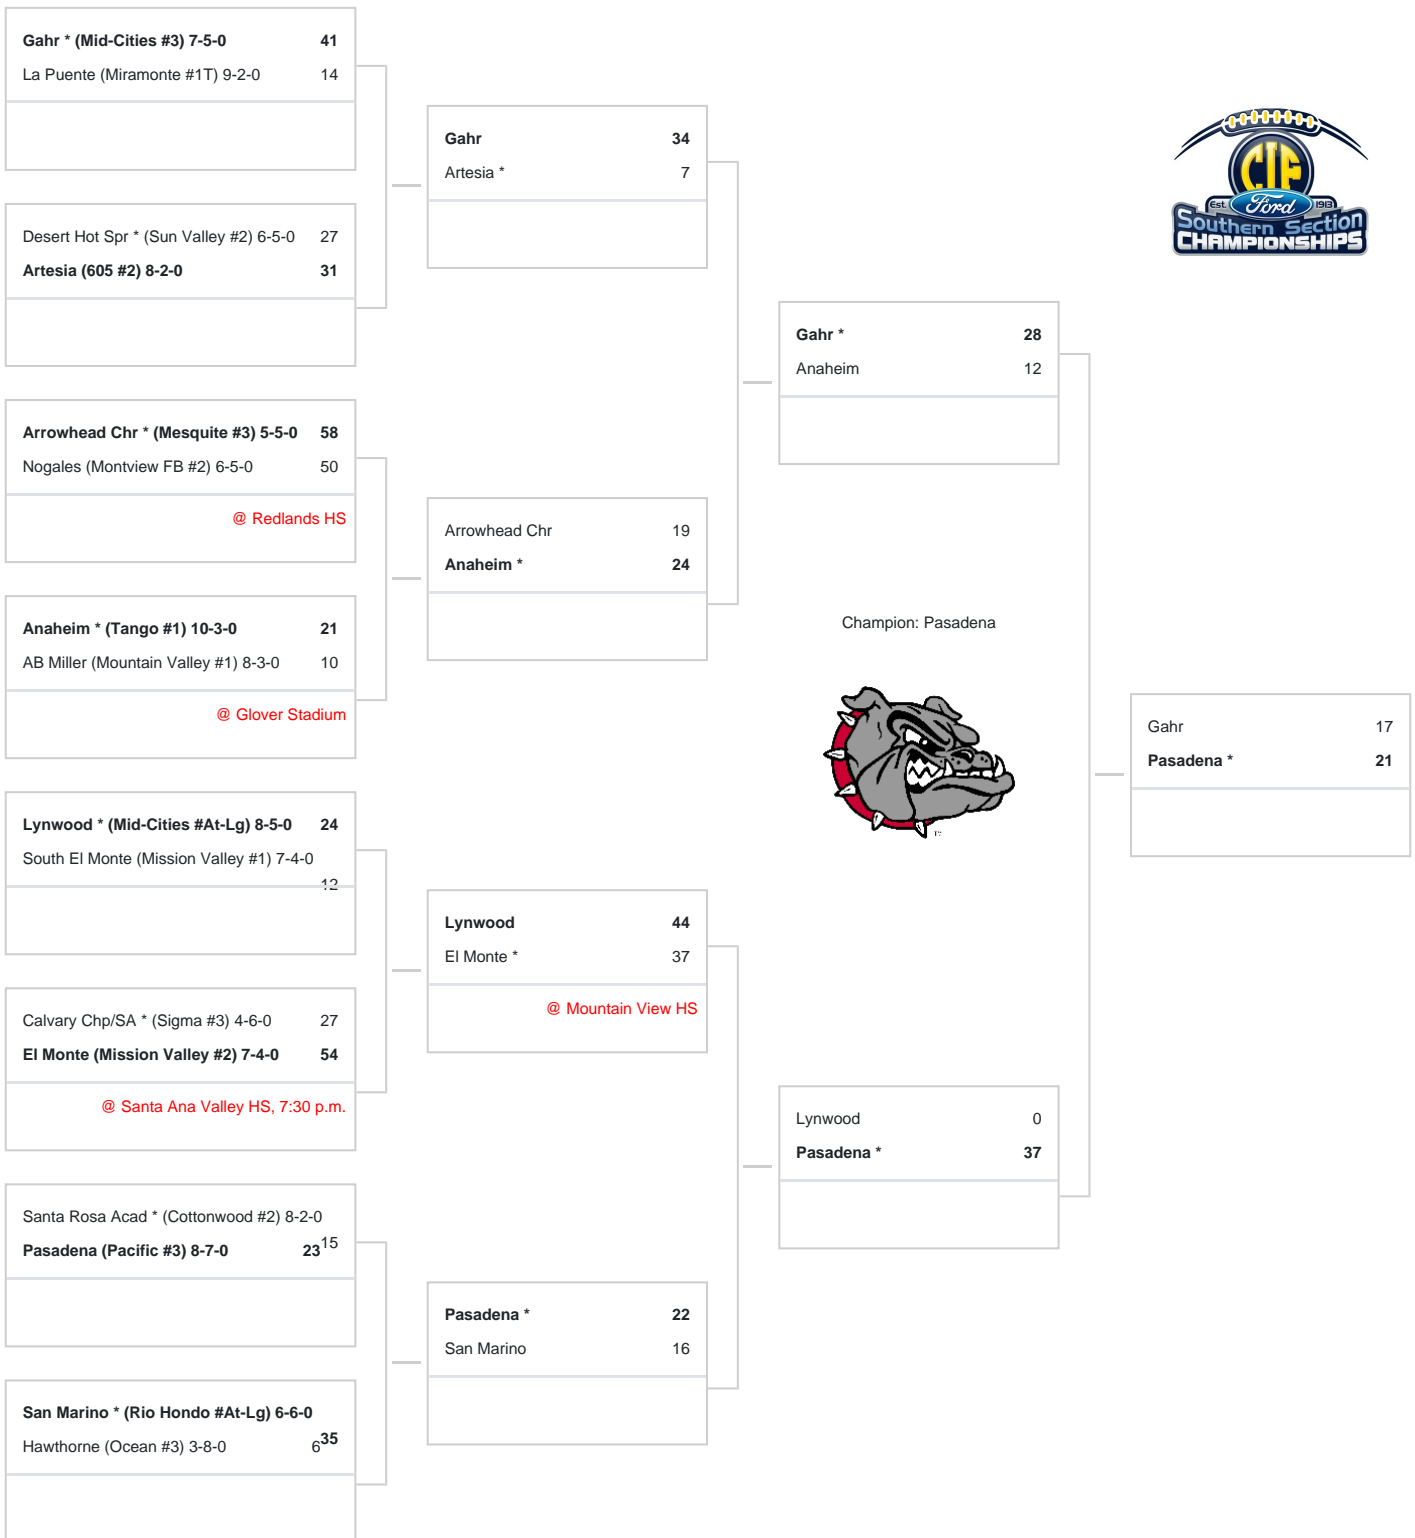 Gahr * (Mid-Cities #3) 7-5-0 41
La Puente (Miramonte #1T) 9-2-0 14
Desert Hot Spr * (Sun Valley #2) 6-5-0 27
Artesia (605 #2) 8-2-0 31
Arrowhead Chr * (Mesquite #3) 5-5-0 58
Nogales (Montview FB #2) 6-5-0 50
@ Redlands HS
Anaheim * (Tango #1) 10-3-0 21
AB Miller (Mountain Valley #1) 8-3-0 10
@ Glover Stadium
Lynwood * (Mid-Cities #At-Lg) 8-5-0 24
South El Monte (Mission Valley #1) 7-4-0
12
Calvary Chp/SA * (Sigma #3) 4-6-0 27
El Monte (Mission Valley #2) 7-4-0 54
@ Santa Ana Valley HS, 7:30 p.m.
Santa Rosa Acad * (Cottonwood #2) 8-2-0
15
Pasadena (Pacific #3) 8-7-0 23
San Marino * (Rio Hondo #At-Lg) 6-6-0
35
Hawthorne (Ocean #3) 3-8-0 6
Gahr 34
Artesia * 7
Arrowhead Chr 19
Anaheim * 24
Lynwood 44
El Monte * 37
@ Mountain View HS
Pasadena * 22
San Marino 16
Gahr * 28
Anaheim 12
Champion: Pasadena
Lynwood 0
Pasadena * 37
Gahr 17
Pasadena * 21
CIF
Est. Ford 1913
Southern Section
CHAMPIONSHIPS